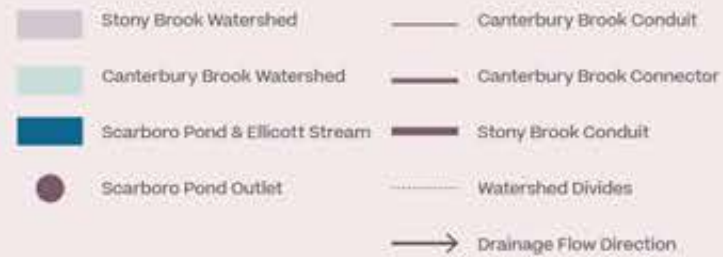 Stony Brook Watershed
Canterbury Brook Watershed
Scarboro Pond & Ellicott Stream
Scarboro Pond Outlet
Canterbury Brook Conduit
Canterbury Brook Connector
Stony Brook Conduit
Watershed Divides
Drainage Flow Direction